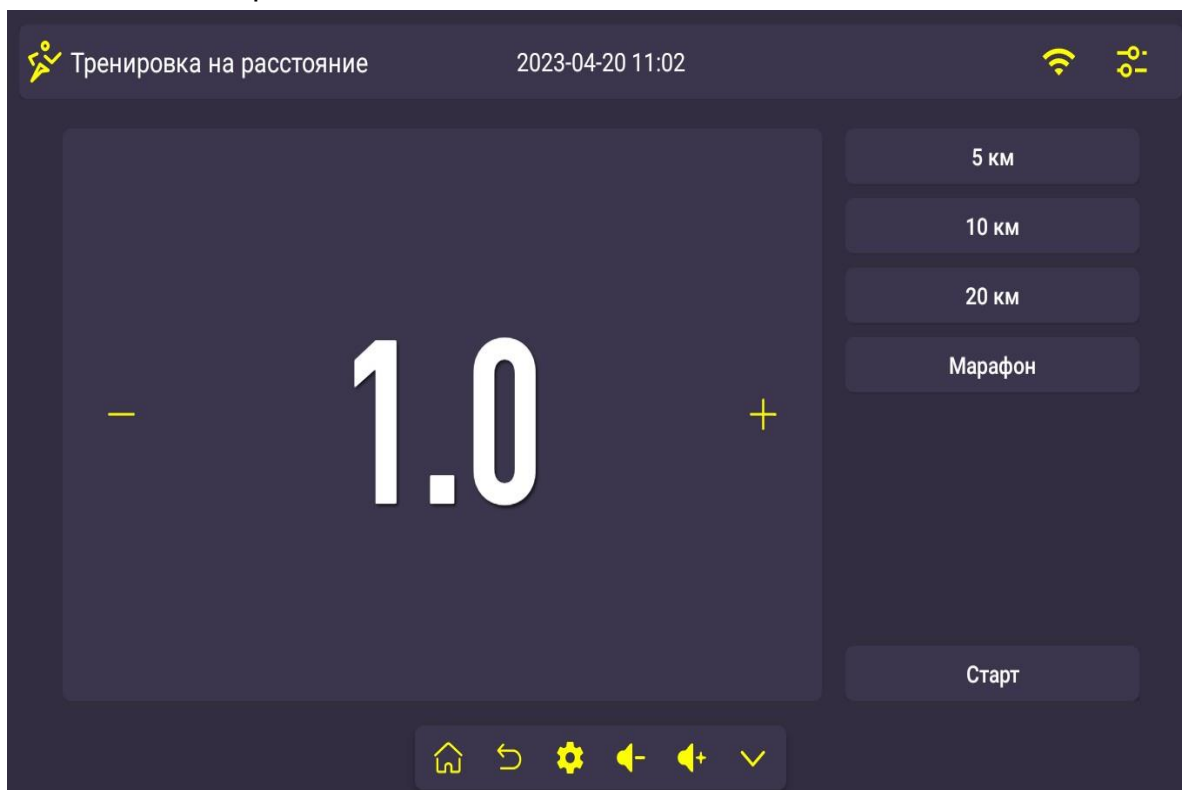 Тренировка на расстояние
2023-04-20 11:02
5 км
10 км
20 км
Марафон
1.0
Старт